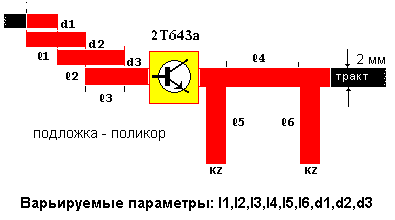 2Т643а
d1
d2
d3
ℓ1
ℓ2
ℓ3
ℓ4
2 мм
тракт
ℓ5
ℓ6
кz
кz
подложка - поликор
Варьируемые параметры: l1,l2,l3,l4,l5,l6,d1,d2,d3